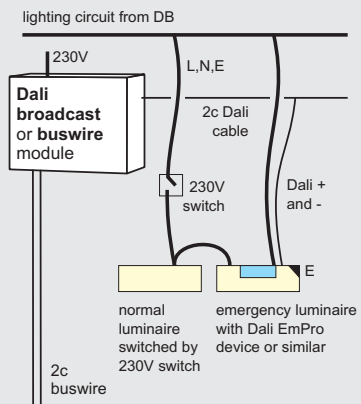 lighting circuit from DB
230V
L,N,E
Dali
broadcast
or buswire
module
2c Dali
cable
230V
switch
Dali +
and -
E
normal
luminaire
switched by
230V switch
emergency luminaire
with Dali EmPro
device or similar
2c
buswire